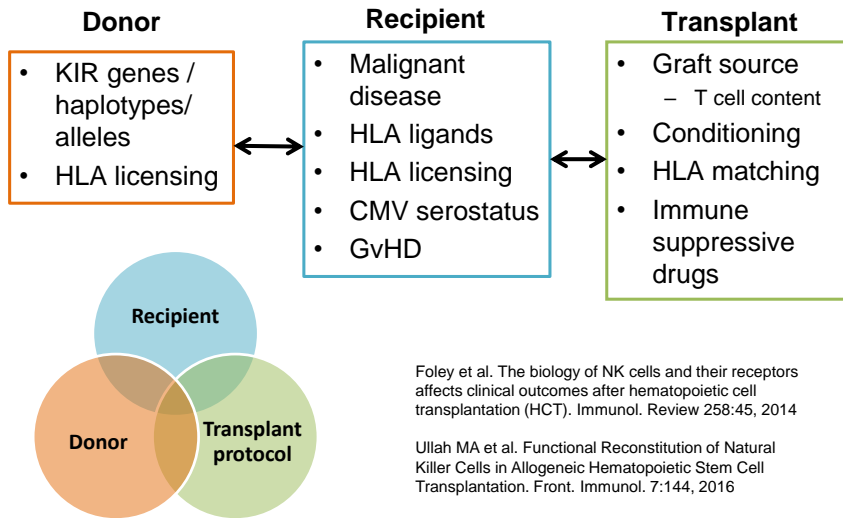 Donor
KIR genes /
haplotypes/
alleles
HLA licensing
Recipient
Malignant
disease
HLA ligands
HLA licensing
CMV serostatus
GvHD
Transplant
Graft source
– T cell content
Conditioning
HLA matching
Immune
suppressive
drugs
Recipient
Donor
Transplant
protocol
Foley et al. The biology of NK cells and their receptors
affects clinical outcomes after hematopoietic cell
transplantation (HCT). Immunol. Review 258:45, 2014
Ullah MA et al. Functional Reconstitution of Natural
Killer Cells in Allogeneic Hematopoietic Stem Cell
Transplantation. Front. Immunol. 7:144, 2016